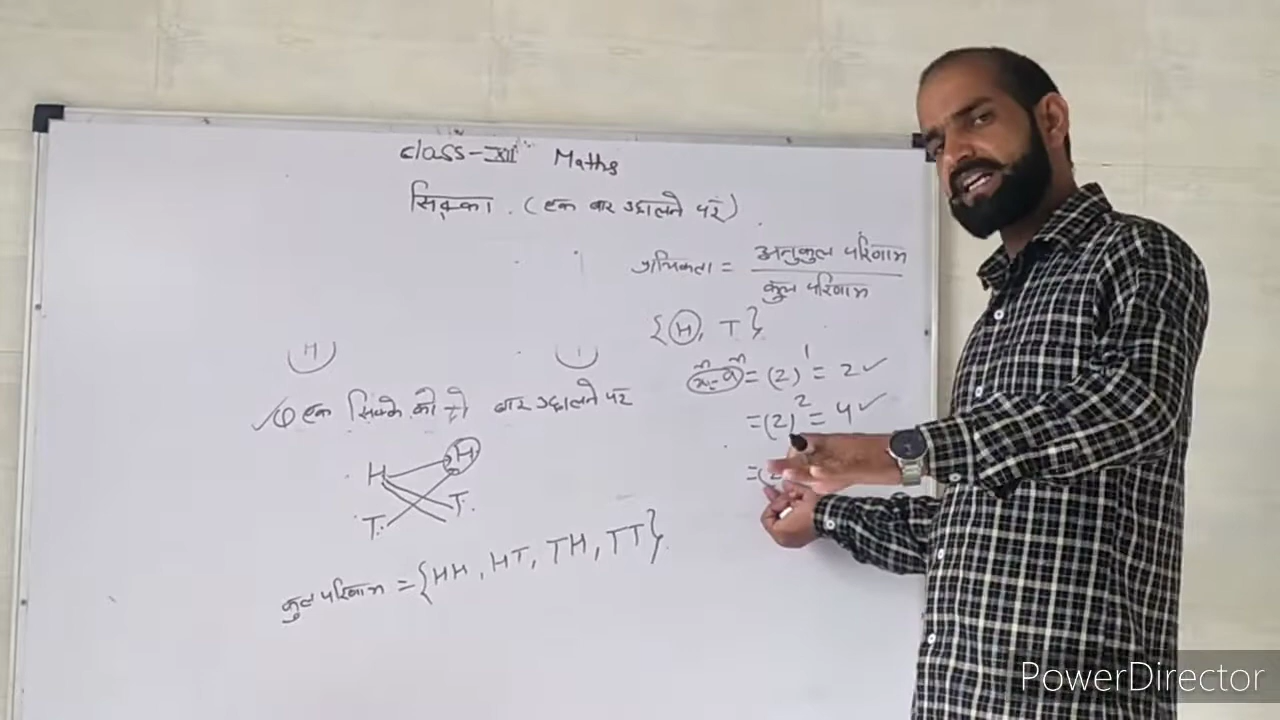 Class-XII Maths
सिक्का. (एक बार उछालने पर)
प्रायिकता = अनुकुल परिणाम
कुल परिणाम
{H, T}
= (2)¹ = 2 ✓
H
एक सिक्के को दो बार उछालने पर
= (2)² = 4 ✓
H H
T. T.
कुल परिणाम = {HH, HT, TH, TT}
PowerDirector